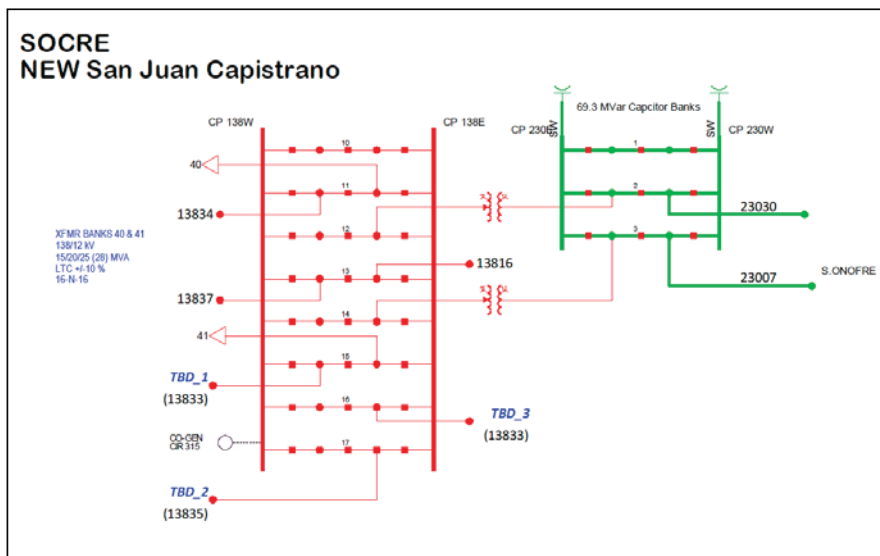 SOCRE
NEW San Juan Capistrano
69.3 MVar Capcitor Banks
CP 138W
CP 138E
CP 230E
SW
SW
CP 230W
10
1
40
11
2
13834
23030
12
3
XFMR BANKS 40 & 41
138/12 kV
15/20/25 (28) MVA
LTC +/-10 %
16-N-16
13816
13
S.ONOFRE
23007
13837
14
41
15
TBD_1
(13833)
16
TBD_3
(13833)
CO-GEN
CIR 315
17
TBD_2
(13835)